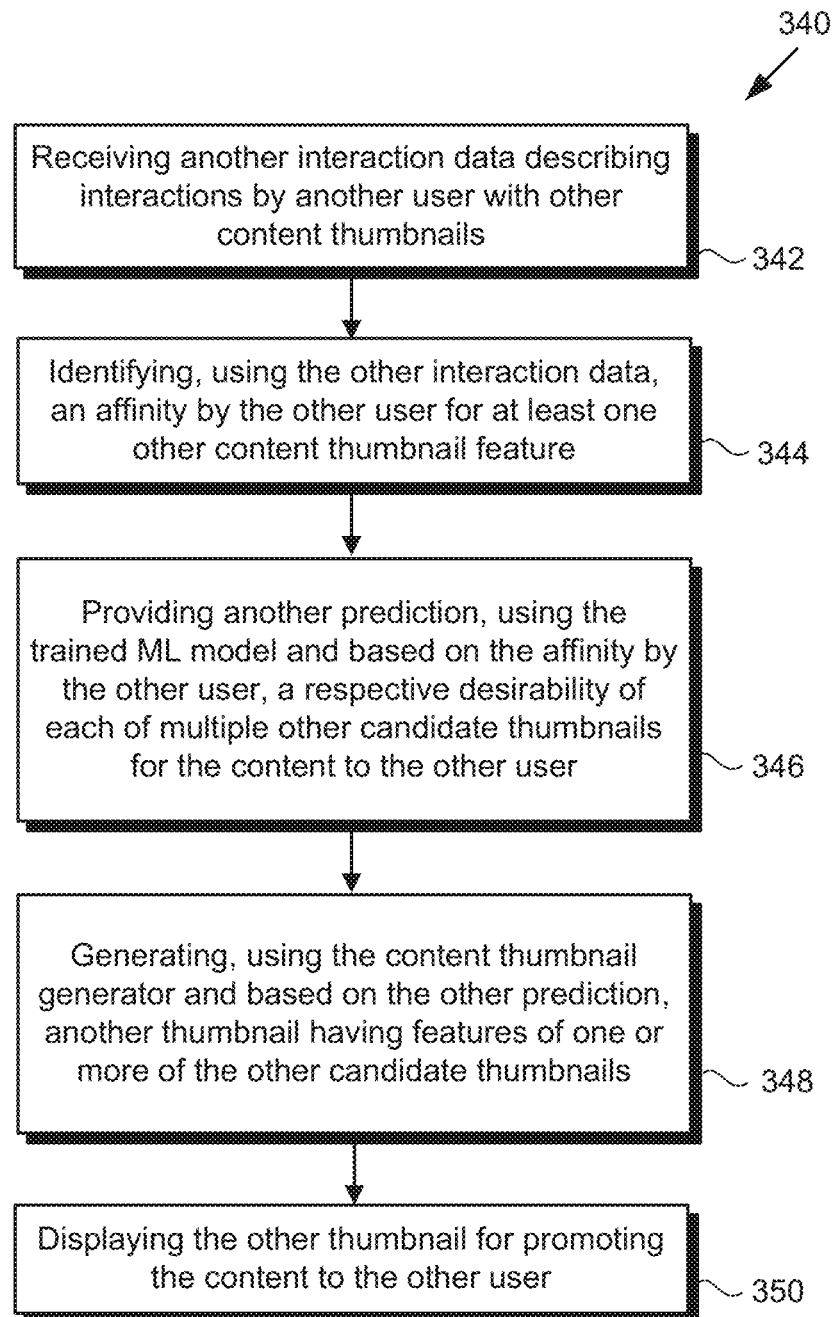 340
Receiving another interaction data describing
interactions by another user with other
content thumbnails
342
Identifying, using the other interaction data,
an affinity by the other user for at least one
other content thumbnail feature
344
Providing another prediction, using the
trained ML model and based on the affinity by
the other user, a respective desirability of
each of multiple other candidate thumbnails
for the content to the other user
346
Generating, using the content thumbnail
generator and based on the other prediction,
another thumbnail having features of one or
more of the other candidate thumbnails
348
Displaying the other thumbnail for promoting
the content to the other user
350